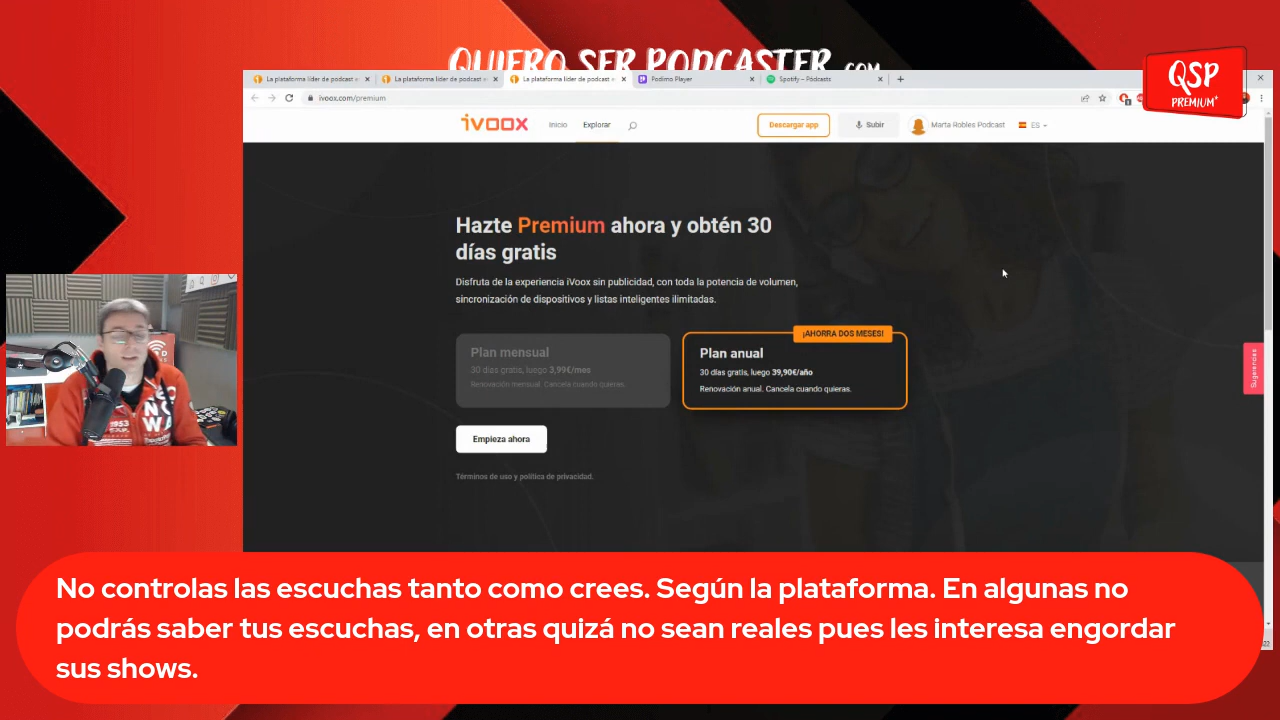 QUIERO SER PODCASTER .COM
QSP
PREMIUM+
La plataforma líder de podcast e
La plataforma líder de podcast e
La plataforma líder de podcast e
Podimo Player
Spotify – Pódcasts
ivoox.com/premium
iVOOX
Inicio
Explorar
Descargar app
Subir
Marta Robles Podcast
ES
Hazte Premium ahora y obtén 30
días gratis
Disfruta de la experiencia iVoox sin publicidad, con toda la potencia de volumen,
sincronización de dispositivos y listas inteligentes ilimitadas.
¡AHORRA DOS MESES!
Plan mensual
30 días gratis, luego 3,99€/mes
Renovación mensual. Cancela cuando quieras.
Plan anual
30 días gratis, luego 39,90€/año
Renovación anual. Cancela cuando quieras.
Empieza ahora
Términos de uso y política de privacidad.
Sugerencias
No controlas las escuchas tanto como crees. Según la plataforma. En algunas no
podrás saber tus escuchas, en otras quizá no sean reales pues les interesa engordar
sus shows.